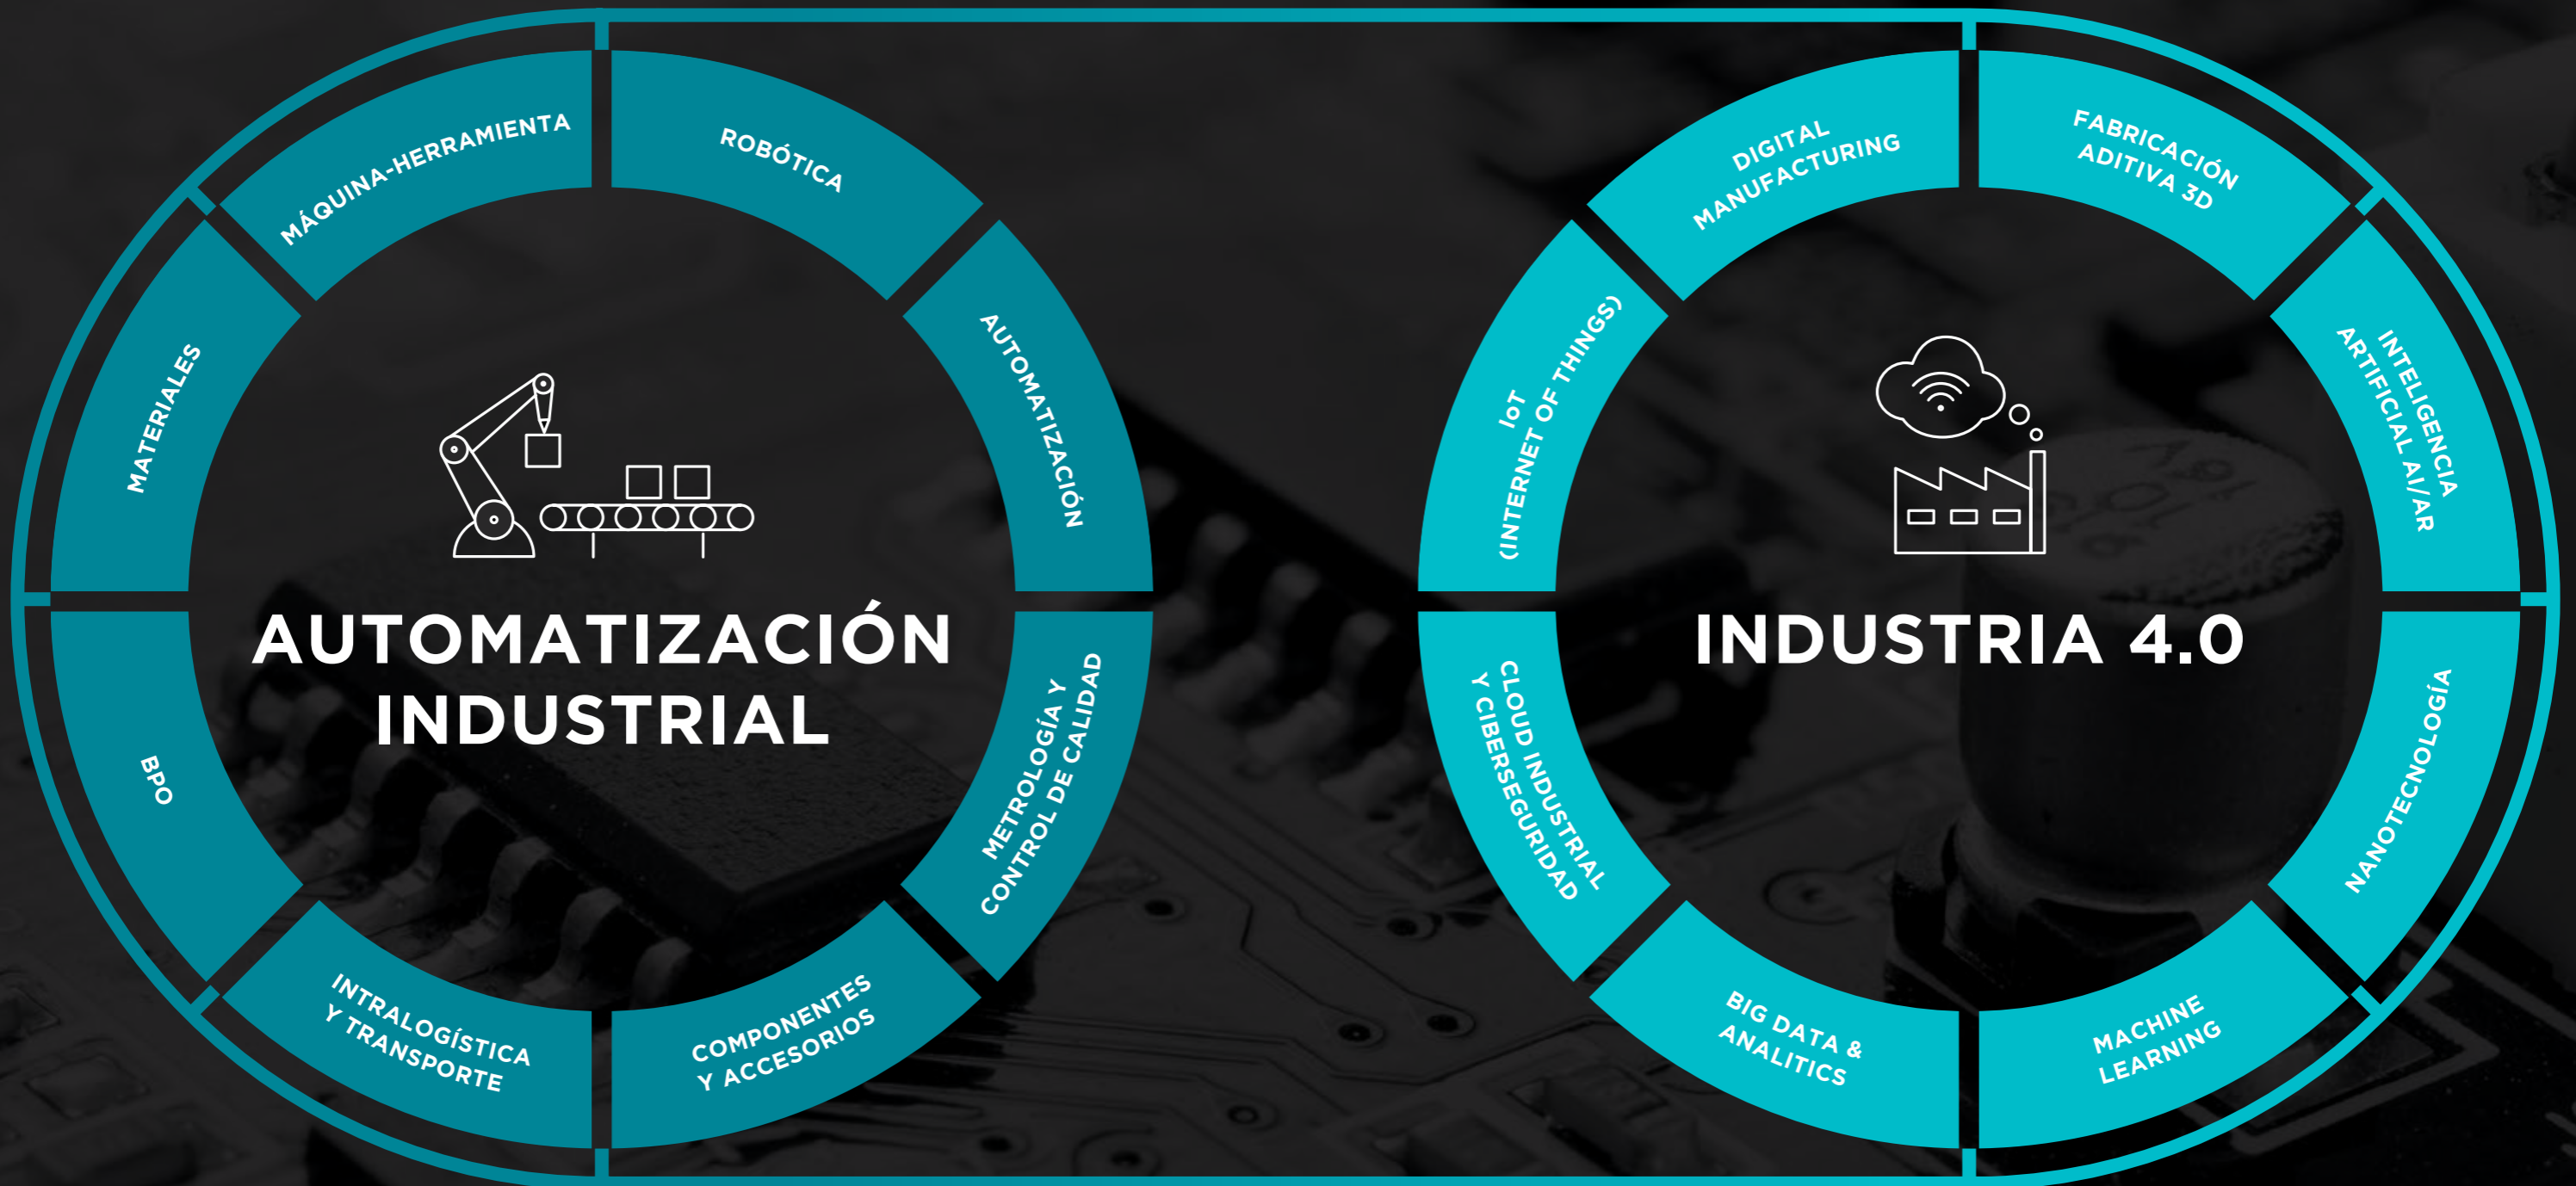 MÁQUINA-HERRAMIENTA
ROBÓTICA
AUTOMATIZACIÓN
METROLOGÍA Y
CONTROL DE CALIDAD
COMPONENTES
Y ACCESORIOS
INTRALOGÍSTICA
Y TRANSPORTE
BPO
MATERIALES
AUTOMATIZACIÓN
INDUSTRIAL
DIGITAL
MANUFACTURING
FABRICACIÓN
ADITIVA 3D
INTELIGENCIA
ARTIFICIAL AI/AR
NANOTECNOLOGÍA
MACHINE
LEARNING
BIG DATA &
ANALITICS
CLOUD INDUSTRIAL
Y CIBERSEGURIDAD
IoT
(INTERNET OF THINGS)
INDUSTRIA 4.0